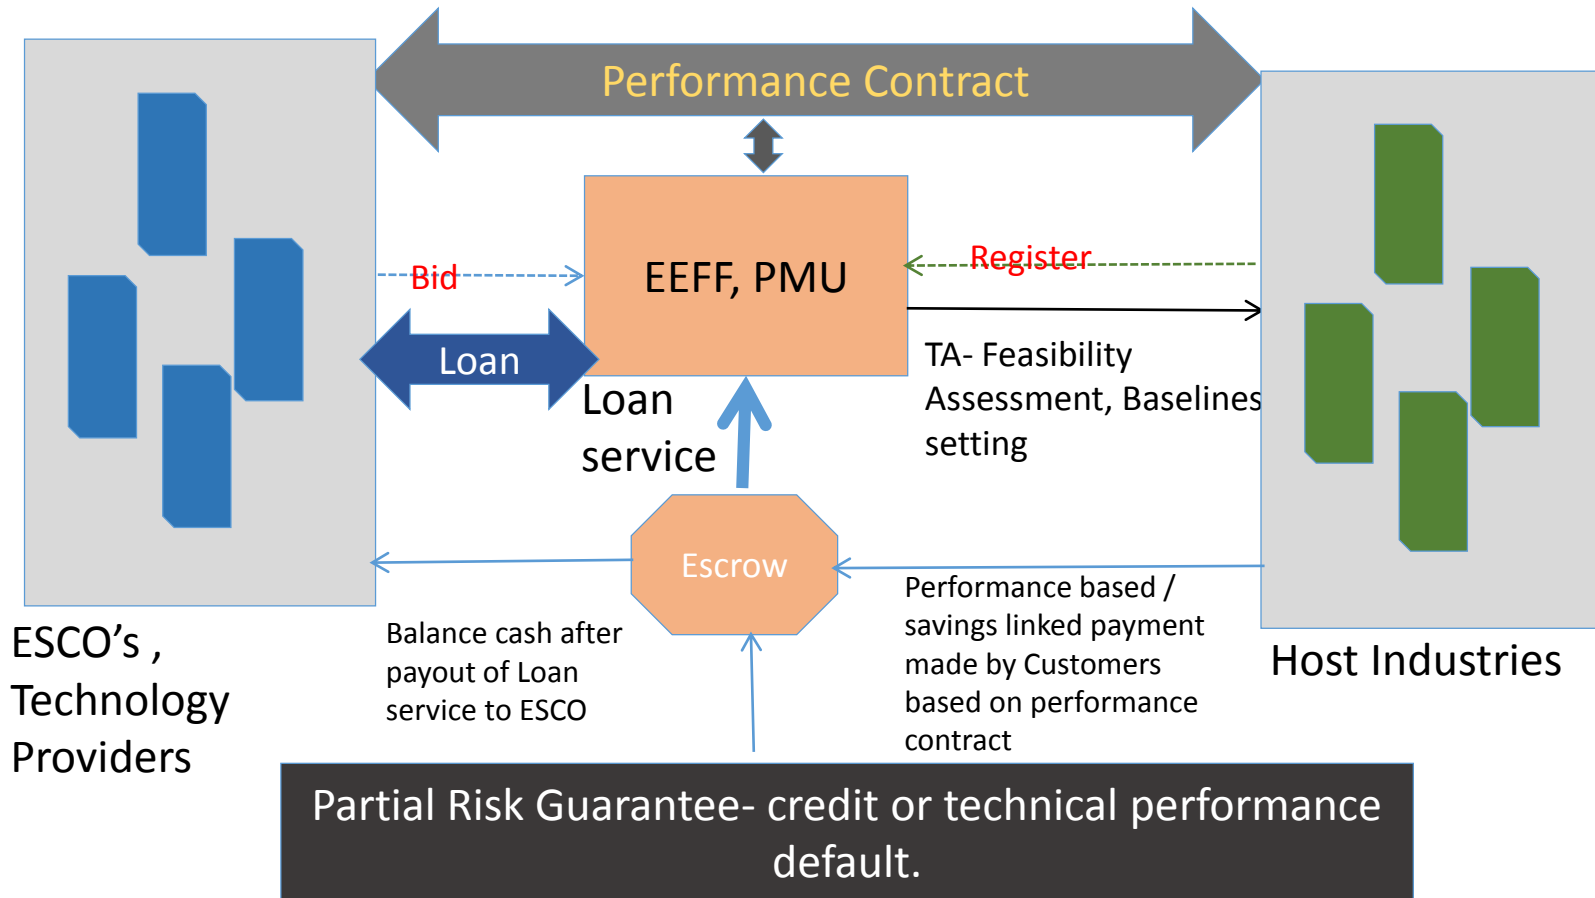 Performance Contract
Bid
EEFF, PMU
Register
Loan
Loan
service
TA- Feasibility
Assessment, Baselines
setting
Escrow
ESCO’s ,
Technology
Providers
Balance cash after
payout of Loan
service to ESCO
Performance based /
savings linked payment
made by Customers
based on performance
contract
Host Industries
Partial Risk Guarantee- credit or technical performance
default.